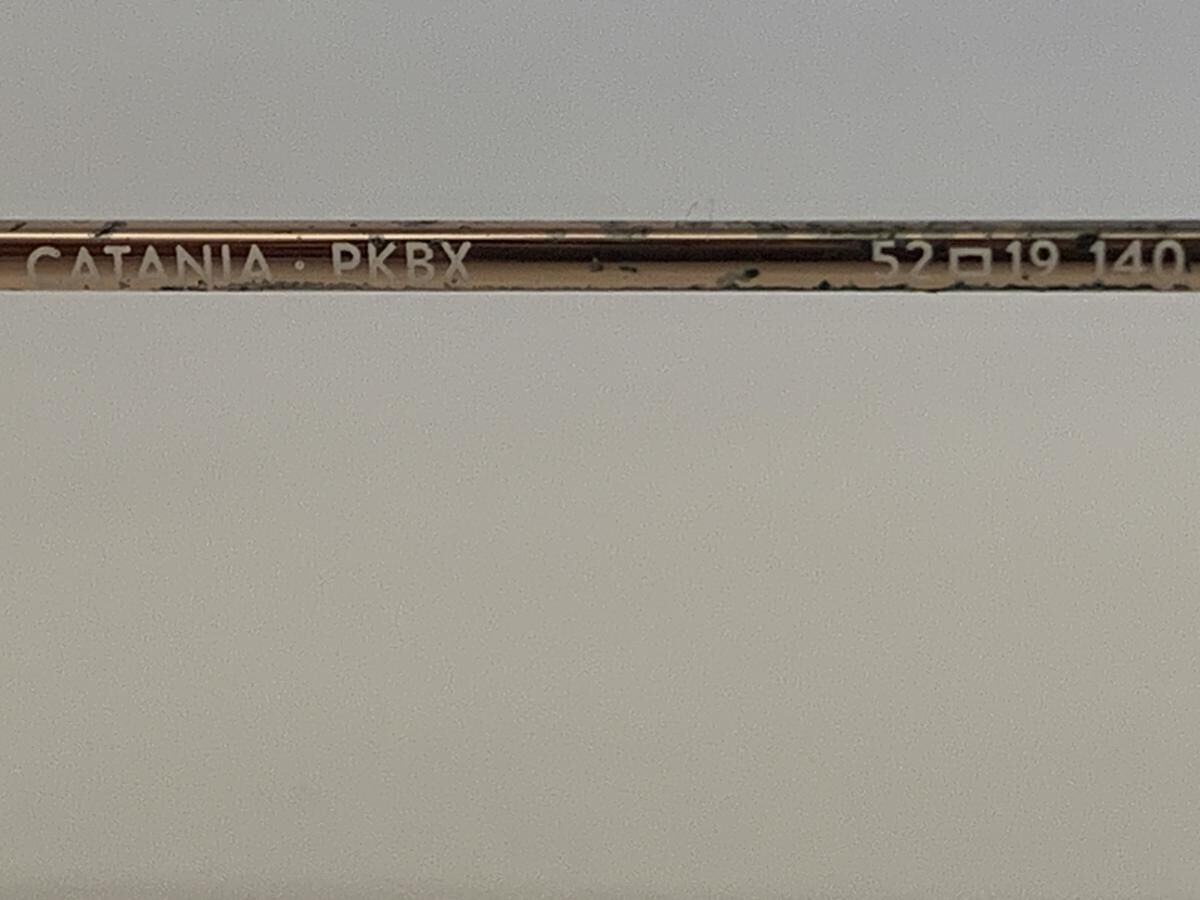 CATANIA · PKBX 52□19 140